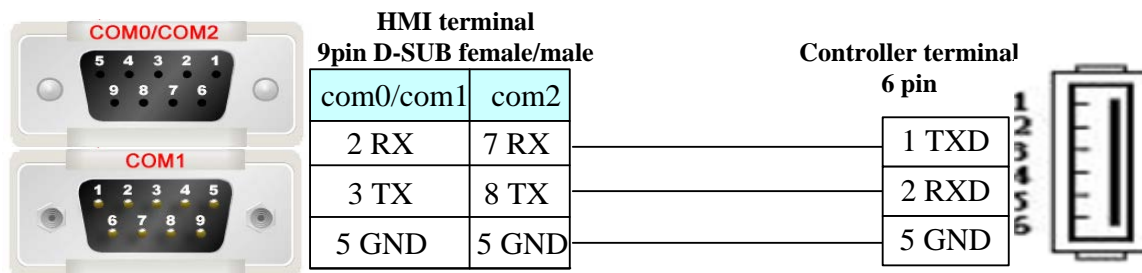 COM0/COM2
5 4 3 2 1
9 8 7 6
COM1
1 2 3 4 5
6 7 8 9
HMI terminal
9pin D-SUB female/male
com0/com1 com2
2 RX 7 RX
3 TX 8 TX
5 GND 5 GND
Controller terminal
6 pin
1 TXD
2 RXD
5 GND
1
2
3
4
5
6